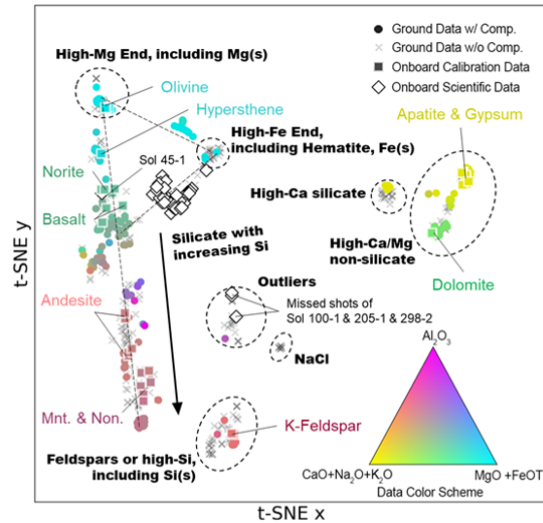 High-Mg End, including Mg(s)
Ground Data w/ Comp.
Ground Data w/o Comp.
Onboard Calibration Data
Onboard Scientific Data
Olivine
Hypersthene
Apatite & Gypsum
High-Fe End,
including Hematite, Fe(s)
Norite
Sol 45-1
Basalt
High-Ca silicate
Silicate with
increasing Si
High-Ca/Mg
non-silicate
Dolomite
Outliers
Missed shots of
Sol 100-1 & 205-1 & 298-2
Andesite
NaCl
Al₂O₃
Mnt. & Non.
K-Feldspar
Feldspars or high-Si,
including Si(s)
CaO+Na₂O+K₂O
MgO +FeOT
Data Color Scheme
t-SNE x
t-SNE y